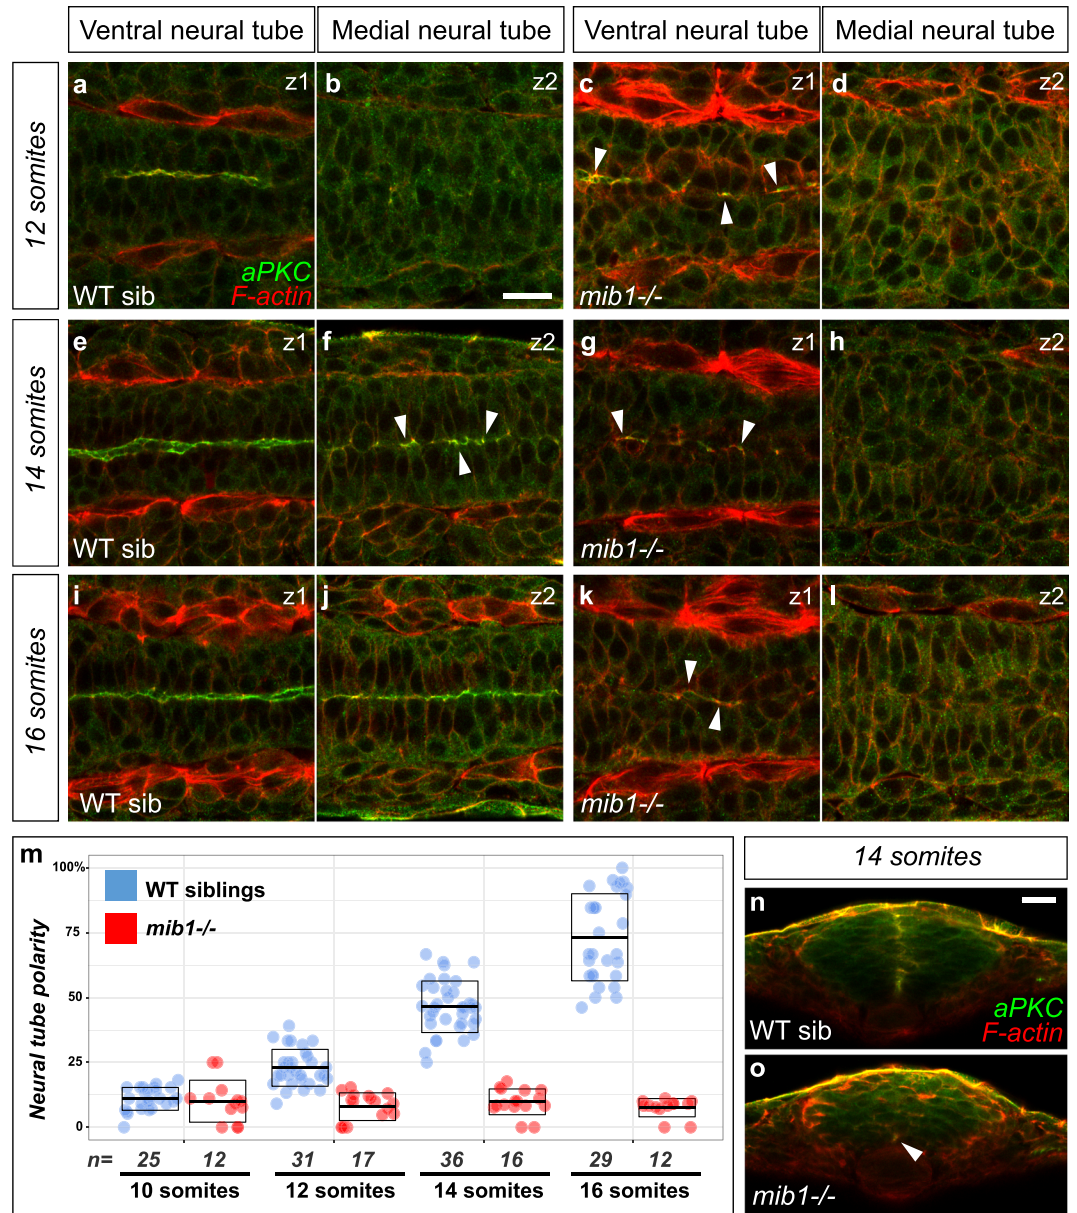 Ventral neural tube Medial neural tube Ventral neural tube Medial neural tube
12 somites
a z1 b z2 c z1 d z2
aPKC
F-actin
WT sib mib1-/-
14 somites
e z1 f z2 g z1 h z2
WT sib mib1-/-
16 somites
i z1 j z2 k z1 l z2
WT sib mib1-/-
m
Neural tube polarity
100%
75
50
25
0
WT siblings
mib1-/-
n= 25 12 31 17 36 16 29 12
10 somites 12 somites 14 somites 16 somites
14 somites
n
aPKC
WT sib F-actin
o
mib1-/-